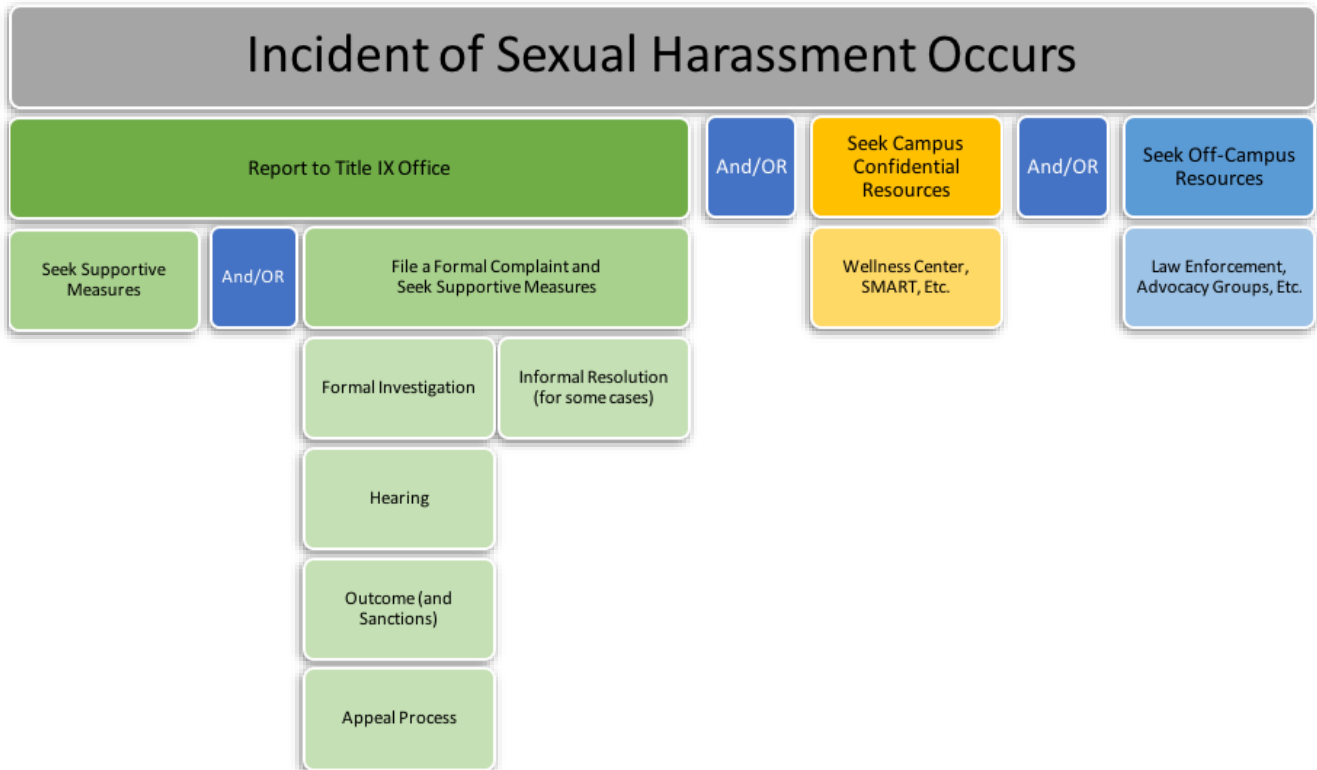 Incident of Sexual Harassment Occurs
Report to Title IX Office
And/OR
Seek Campus
Confidential
Resources
And/OR
Seek Off-Campus
Resources
Seek Supportive
Measures
And/OR
File a Formal Complaint and
Seek Supportive Measures
Wellness Center,
SMART, Etc.
Law Enforcement,
Advocacy Groups, Etc.
Formal Investigation
Informal Resolution
(for some cases)
Hearing
Outcome (and
Sanctions)
Appeal Process